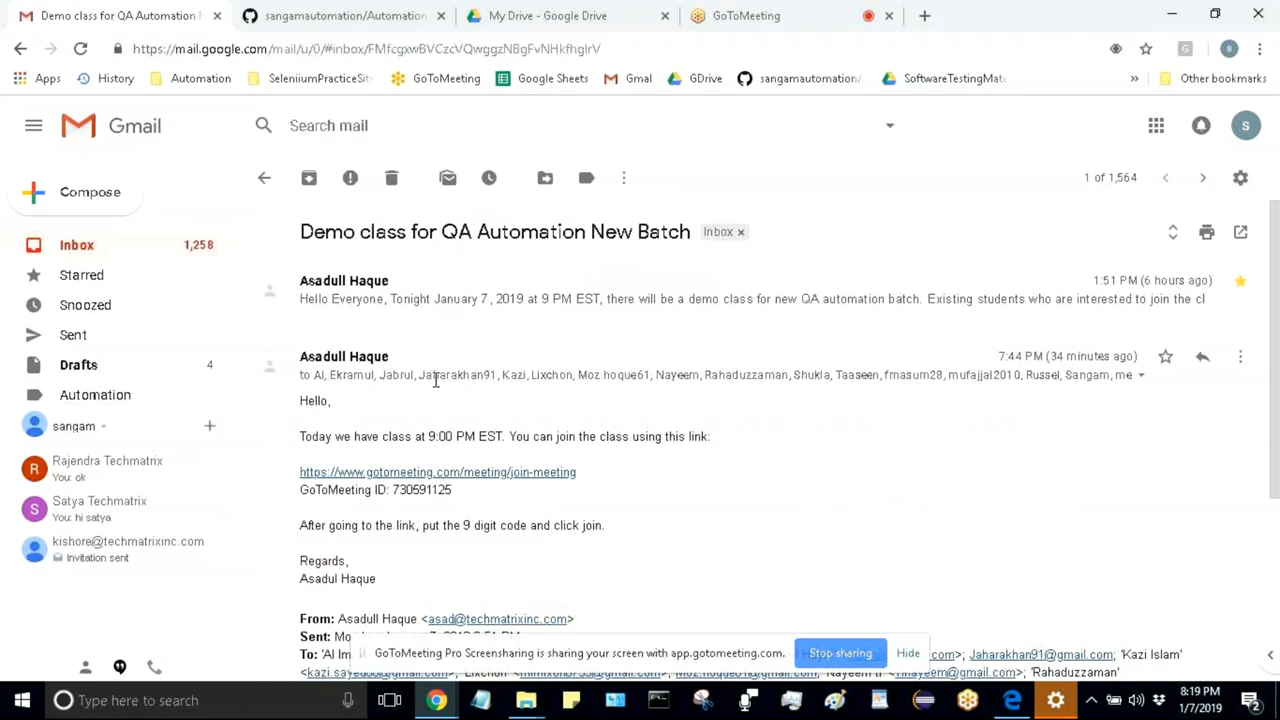 Demo class for QA Automation
sangamautomation/Automation
My Drive - Google Drive
GoToMeeting
https://mail.google.com/mail/u/0/#inbox/FMfcgxwBVCzcVQwggzNBgFvNHkfhglrV
Apps
History
Automation
SeleniiumPracticeSit
GoToMeeting
Google Sheets
Gmal
GDrive
sangamautomation/
SoftwareTestingMate
»
Other bookmarks
Gmail
Search mail
S
Compose
1 of 1,564
Demo class for QA Automation New Batch
Inbox x
Inbox 1,258
Starred
Snoozed
Sent
Drafts 4
Automation
sangam
Rajendra Techmatrix
You: ok
Satya Techmatrix
You: hi satya
kishore@techmatrixinc.com
Invitation sent
Asadull Haque
1:51 PM (6 hours ago)
Hello Everyone, Tonight January 7, 2019 at 9 PM EST, there will be a demo class for new QA automation batch. Existing students who are interested to join the cl
Asadull Haque
7:44 PM (34 minutes ago)
to Al, Ekramul, Jabrul, Jaharakhan91, Kazi, Lixchon, Moz.hoque61, Nayeem, Rahaduzzaman, Shukla, Taaseen, fmasum28, mufajjal2010, Russel, Sangam, me
Hello,
Today we have class at 9:00 PM EST. You can join the class using this link:
https://www.gotomeeting.com/meeting/join-meeting
GoToMeeting ID: 730591125
After going to the link, put the 9 digit code and click join.
Regards,
Asadul Haque
From: Asadull Haque <asad@techmatrixinc.com>
Sent:
To: 'Al
com>; Jaharakhan91@gmail.com; 'Kazi Islam'
'Rahaduzzaman'
GoToMeeting Pro Screensharing is sharing your screen with app.gotomeeting.com.
Stop sharing
Hide
Type here to search
8:19 PM
1/7/2019
2